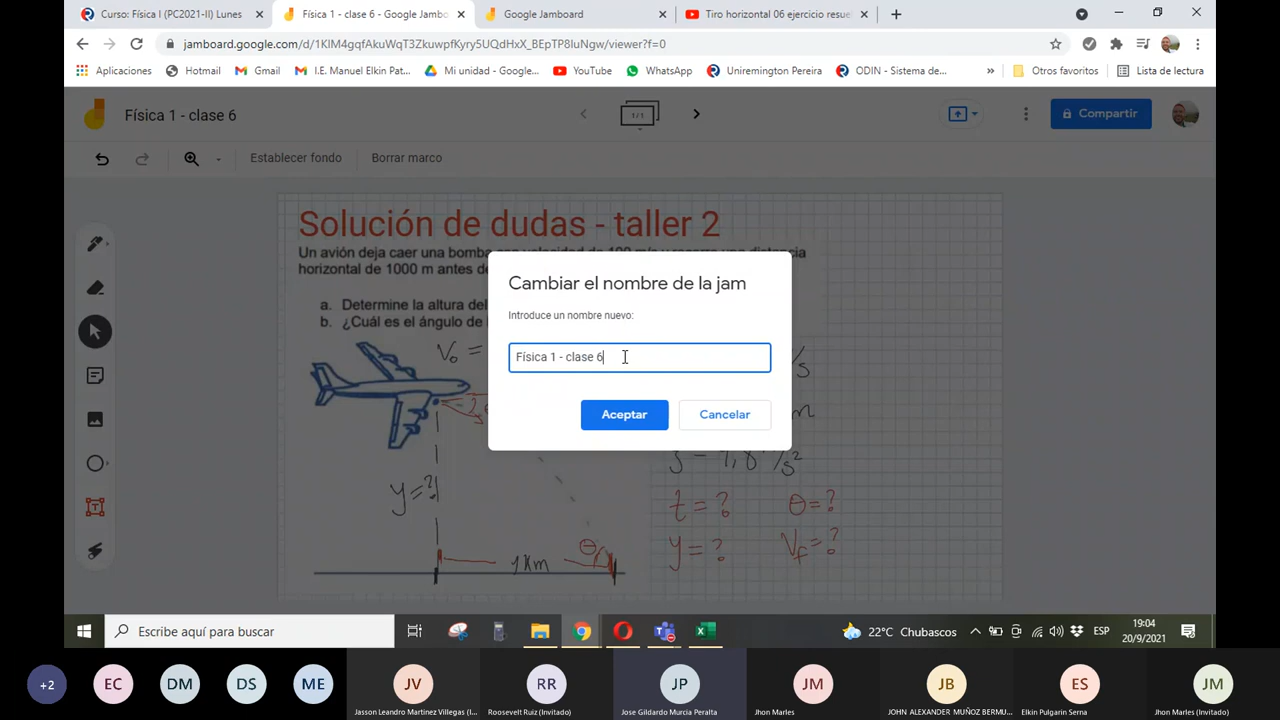 Curso: Física I (PC2021-II) Lunes
Física 1 - clase 6 - Google Jambo
Google Jamboard
Tiro horizontal 06 ejercicio resue
jamboard.google.com/d/1KlM4gqfAkuWqT3ZkuwpfKyry5UQdHxX_BEpTP8IuNgw/viewer?f=0
Aplicaciones
Hotmail
Gmail
I.E. Manuel Elkin Pat...
Mi unidad - Google...
YouTube
WhatsApp
Uniremington Pereira
ODIN - Sistema de...
»
Otros favoritos
Lista de lectura
Física 1 - clase 6
1/1
Compartir
Establecer fondo
Borrar marco
Solución de dudas - taller 2
Un avión deja caer una bomba
distancia
horizontal de 1000 m antes de
a. Determine la altura del
b. ¿Cuál es el ángulo de
Cambiar el nombre de la jam
Introduce un nombre nuevo:
Física 1 - clase 6
Aceptar
Cancelar
V₀ =
/s
m
y=?
t = ?
θ=?
y = ?
Vf=?
θ
1Km
Escribe aquí para buscar
22°C Chubascos
ESP
19:04
20/9/2021
+2
EC
DM
DS
ME
JV
Jasson Leandro Martinez Villegas (I...
RR
Roosevelt Ruiz (Invitado)
JP
Jose Gildardo Murcia Peralta
JM
Jhon Marles
JB
JOHN ALEXANDER MUÑOZ BERMU...
ES
Elkin Pulgarin Serna
JM
Jhon Marles (Invitado)